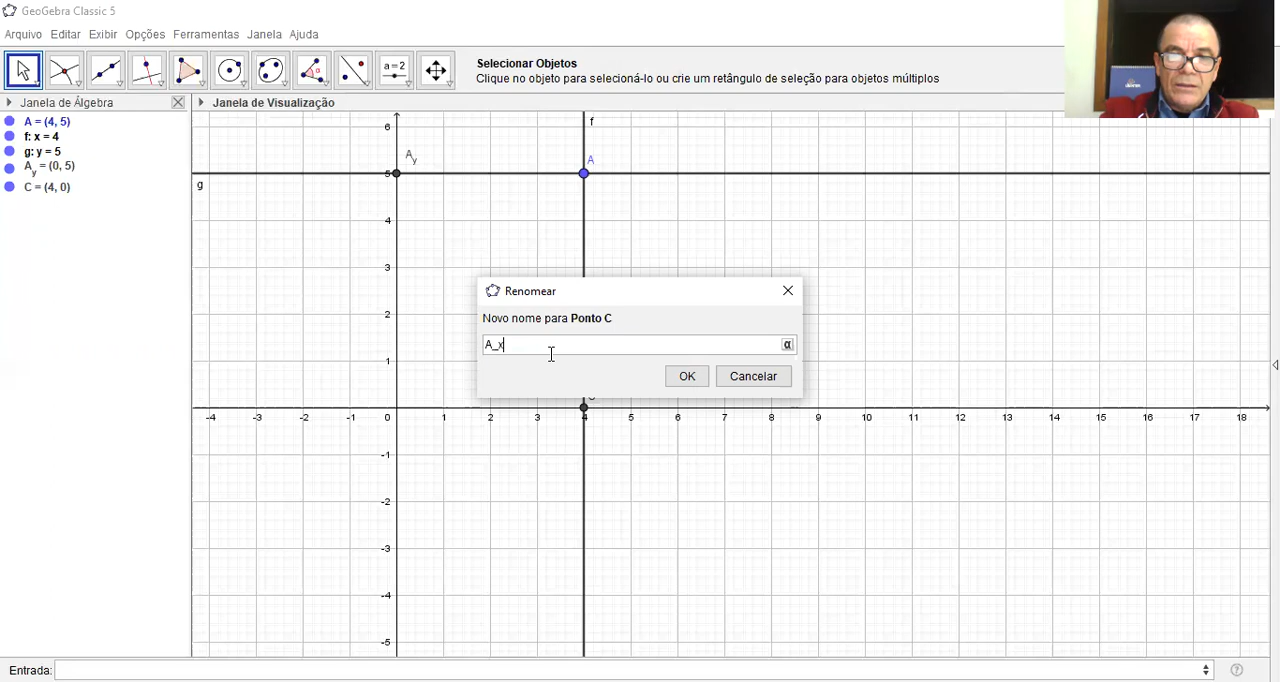 GeoGebra Classic 5
Arquivo Editar Exibir Opções Ferramentas Janela Ajuda
a=2
Selecionar Objetos
Clique no objeto para selecioná-lo ou crie um retângulo de seleção para objetos múltiplos
Janela de Álgebra
Janela de Visualização
A = (4, 5)
f: x = 4
g: y = 5
A_y = (0, 5)
C = (4, 0)
f
6
A_y
A
5
g
4
3
2
1
Renomear
Novo nome para Ponto C
A_x
α
OK Cancelar
-4 -3 -2 -1 0 1 2 3 4 5 6 7 8 9 10 11 12 13 14 15 16 17 18
-1
-2
-3
-4
-5
Entrada: